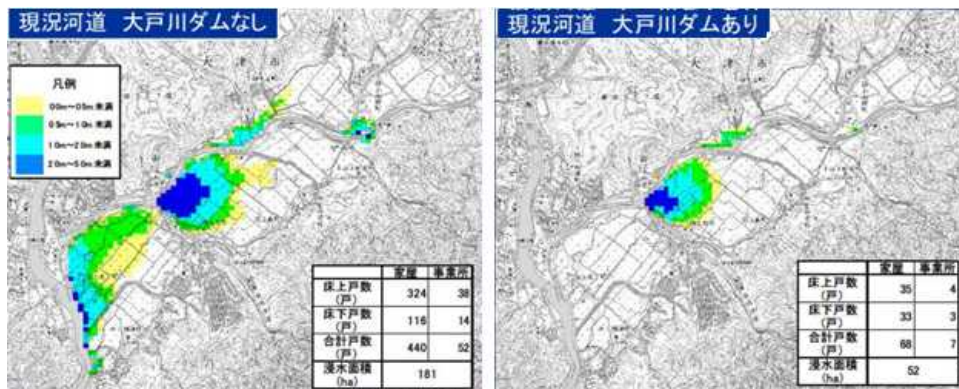 現況河道 大戸川ダムなし
凡例
0.0m〜0.5m未満
0.5m〜1.0m未満
1.0m〜2.0m未満
2.0m〜5.0m未満
家屋 事業所
床上戸数(戸) 324 38
床下戸数(戸) 116 14
合計戸数(戸) 440 52
浸水面積(ha) 181
現況河道 大戸川ダムあり
大津市
家屋 事業所
床上戸数(戸) 35 4
床下戸数(戸) 33 3
合計戸数(戸) 68 7
浸水面積(ha) 52